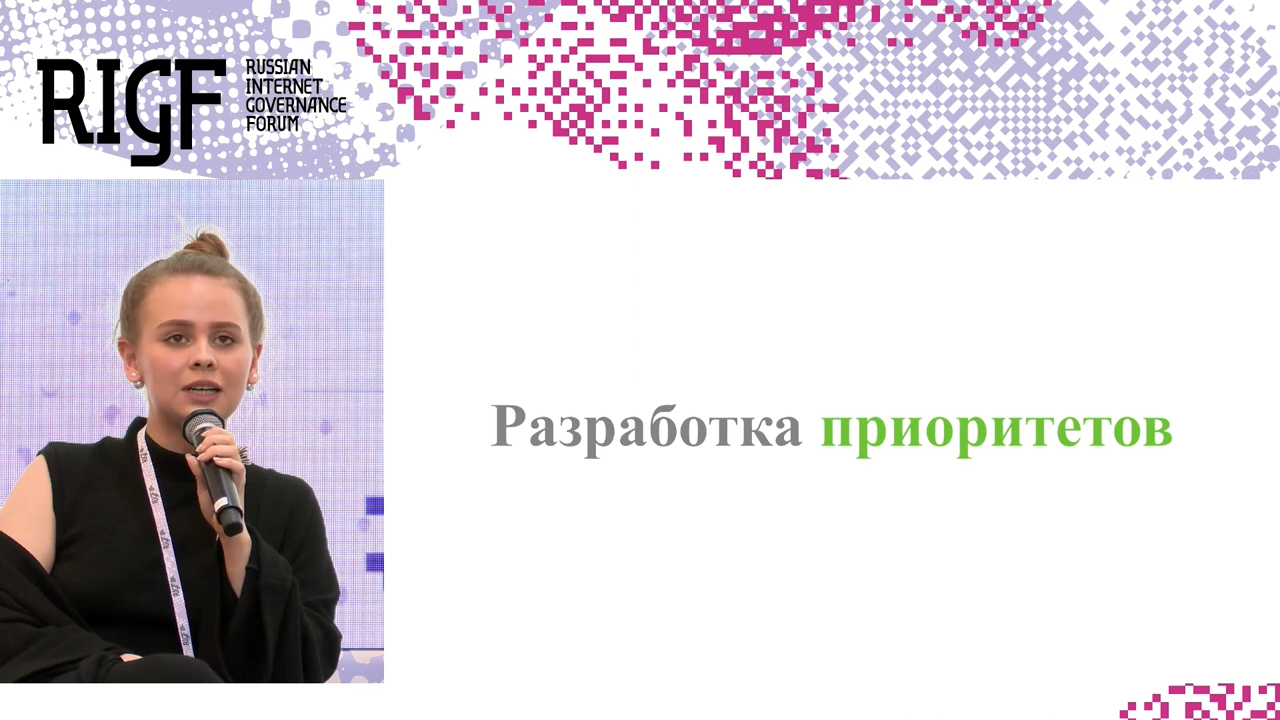 RIGF
RUSSIAN
INTERNET
GOVERNANCE
FORUM
Разработка приоритетов